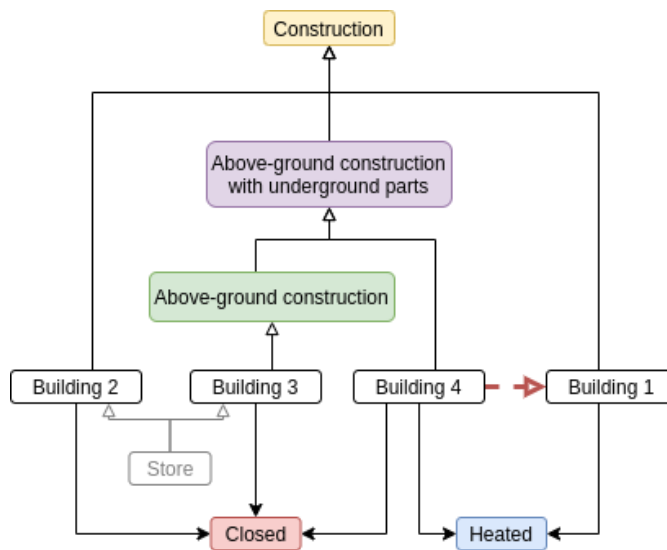 Construction
Above-ground construction
with underground parts
Above-ground construction
Building 2
Building 3
Building 4
Building 1
Store
Closed
Heated